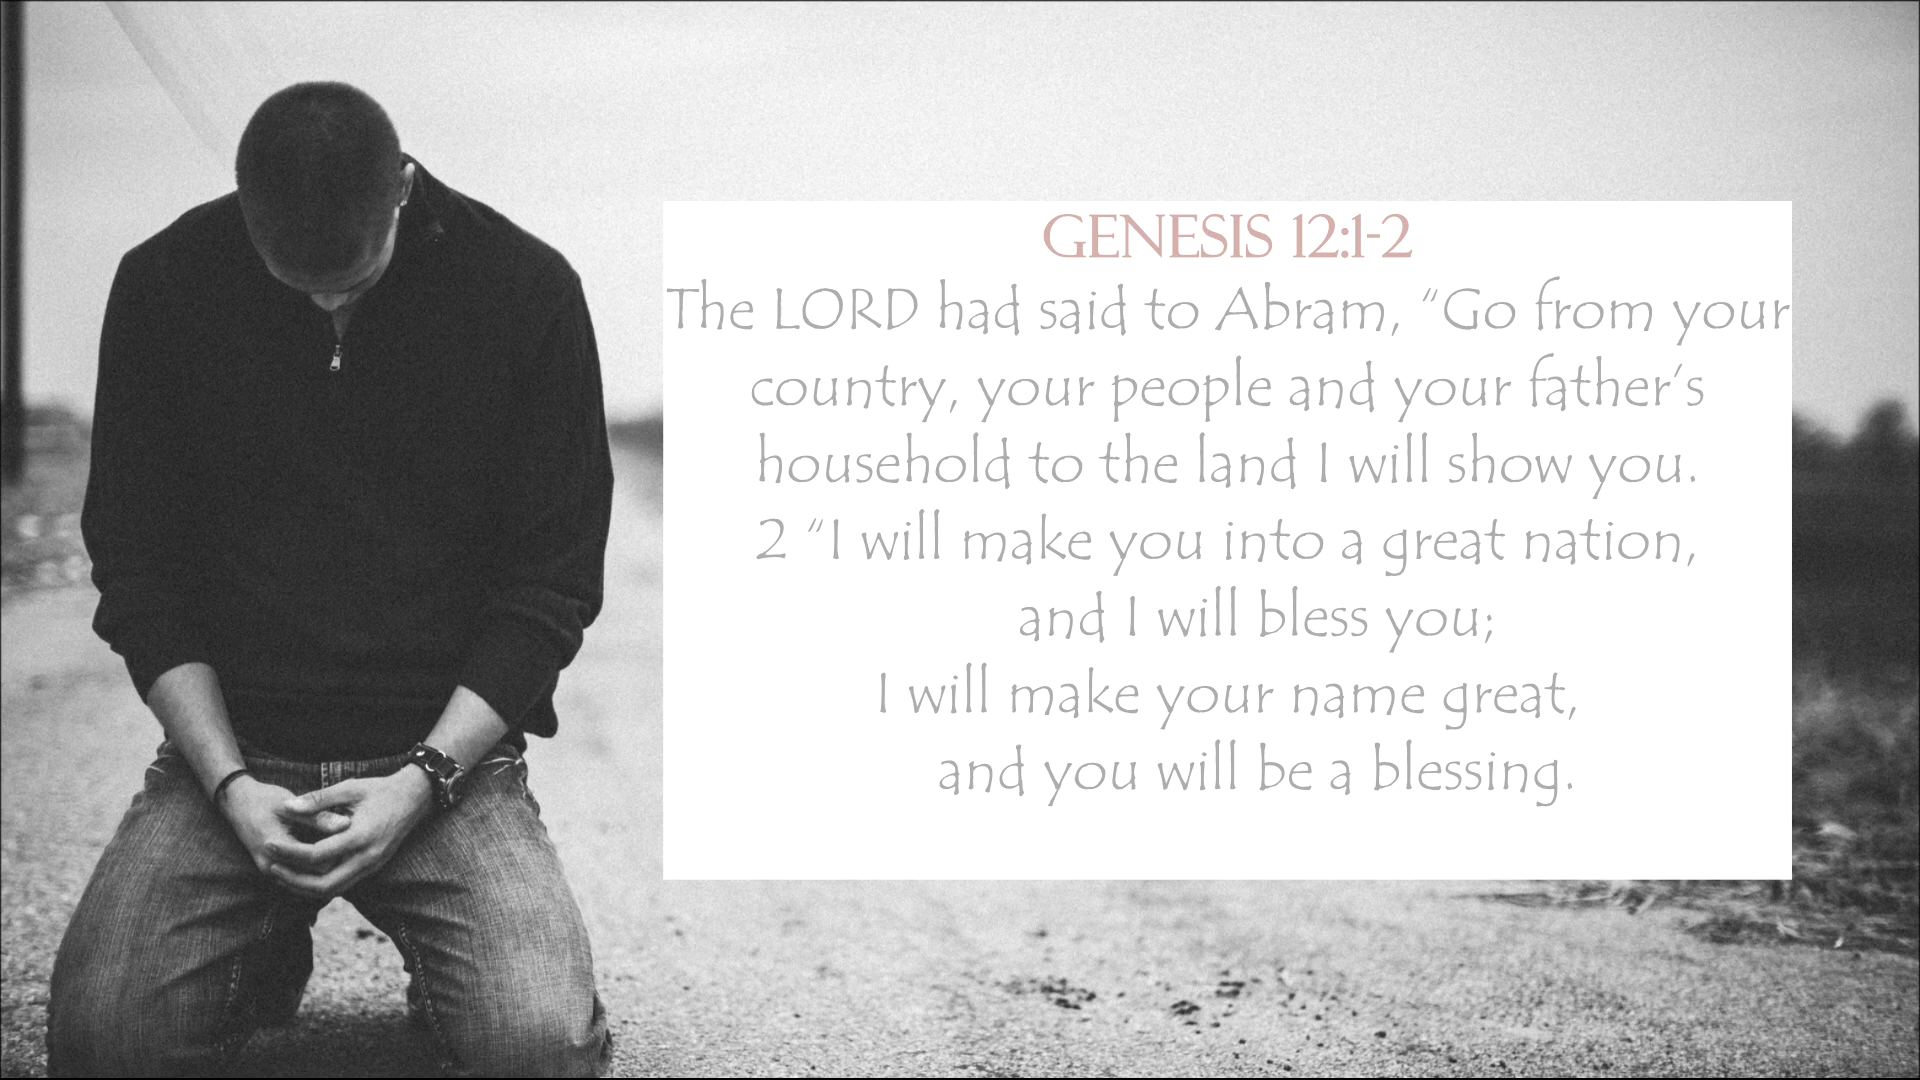 GENESIS 12:1-2
The LORD had said to Abram, “Go from your
country, your people and your father’s
household to the land I will show you.
2 “I will make you into a great nation,
and I will bless you;
I will make your name great,
and you will be a blessing.